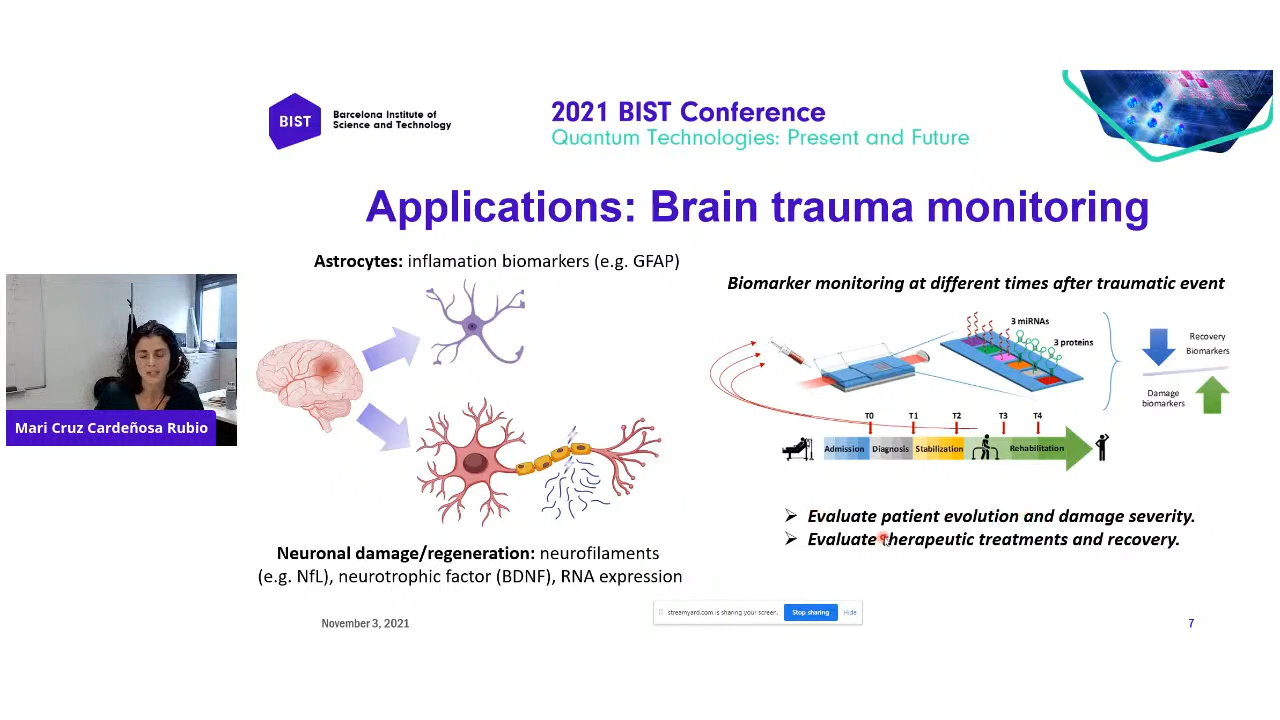 BIST
Barcelona Institute of
Science and Technology
2021 BIST Conference
Quantum Technologies: Present and Future
Applications: Brain trauma monitoring
Astrocytes: inflamation biomarkers (e.g. GFAP)
Neuronal damage/regeneration: neurofilaments
(e.g. NfL), neurotrophic factor (BDNF), RNA expression
Biomarker monitoring at different times after traumatic event
3 miRNAs
3 proteins
Recovery
Biomarkers
Damage
biomarkers
T0 T1 T2 T3 T4
Admission Diagnosis Stabilization Rehabilitation
Evaluate patient evolution and damage severity.
Evaluate therapeutic treatments and recovery.
Mari Cruz Cardeñosa Rubio
streamyard.com is sharing your screen. Stop sharing Hide
November 3, 2021
7